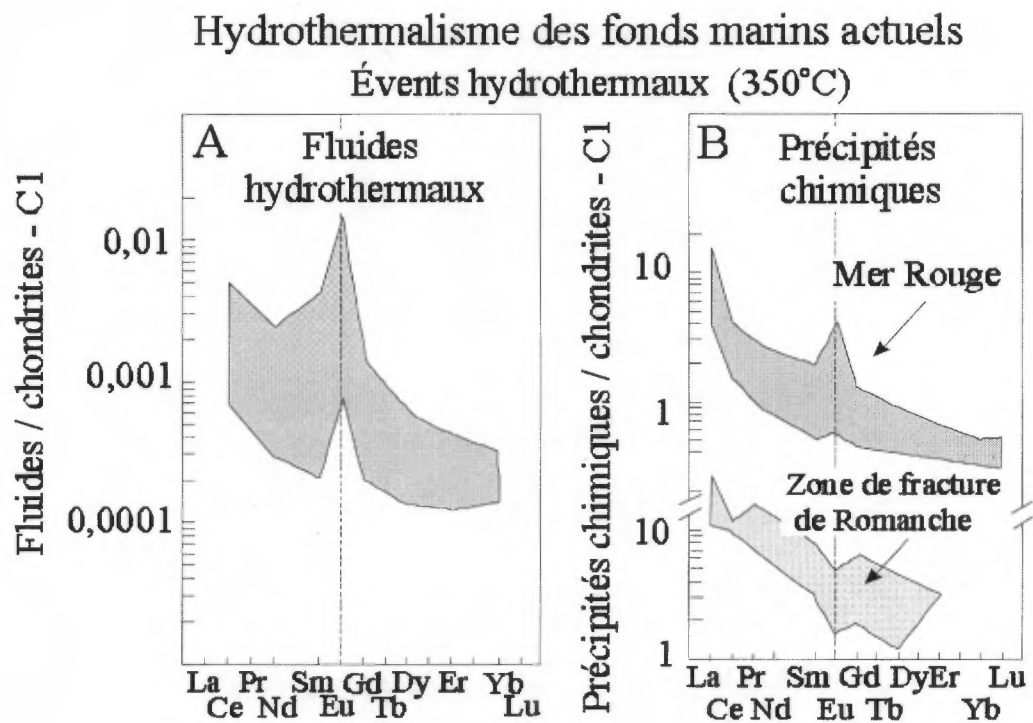 Hydrothermalisme des fonds marins actuels
Évents hydrothermaux (350°C)
Fluides / chondrites - C1
A
Fluides
hydrothermaux
0,01
0,001
0,0001
La Pr Sm Gd Dy Er Yb
Ce Nd Eu Tb Lu
Précipités chimiques / chondrites - C1
B
Précipités
chimiques
10
Mer Rouge
1
Zone de fracture
de Romanche
10
1
La Pr Sm Gd Dy Er Lu
Ce Nd Eu Tb Yb